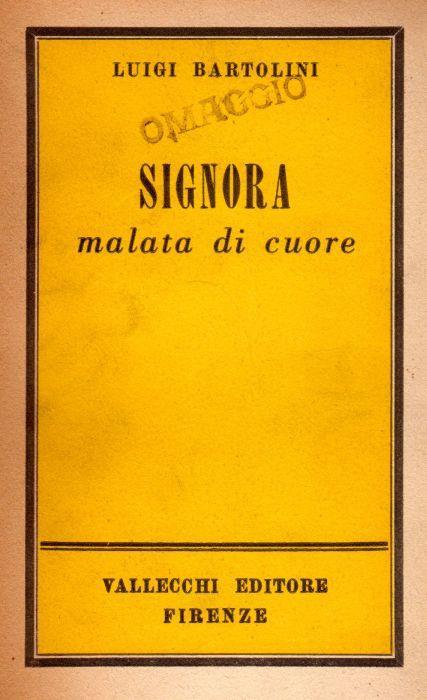 LUIGI BARTOLINI
OMAGGIO
SIGNORA
malata di cuore
VALLECCHI EDITORE
FIRENZE